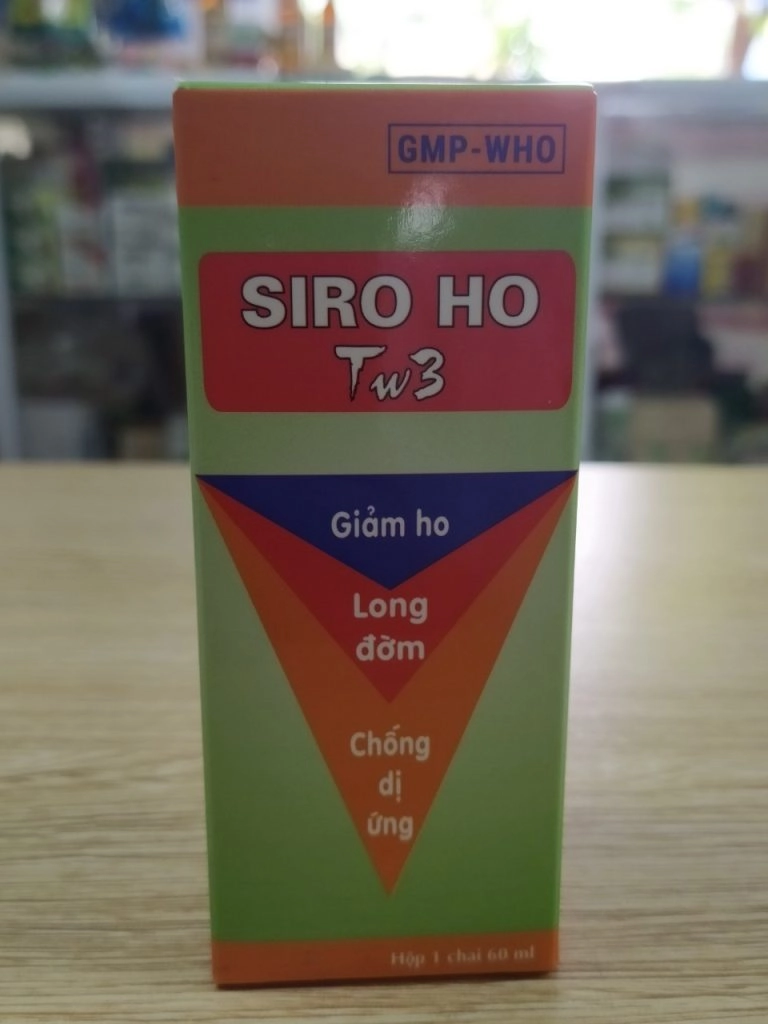 GMP-WHO
SIRO HO
Tw3
Giảm ho
Long
đờm
Chống
dị
ứng
Hộp 1 chai 60 ml